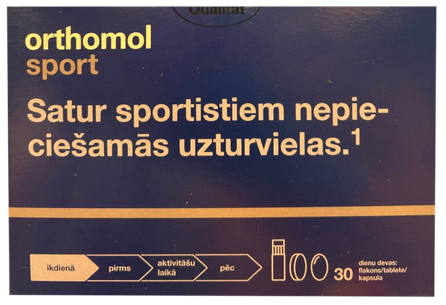 Qualität
orthomol
sport
Satur sportistiem nepie-
ciešamās uzturvielas.¹
ikdienā
pirms
aktivitāšu
laikā
pēc
30
dienu devas:
flakons/tablete/
kapsula